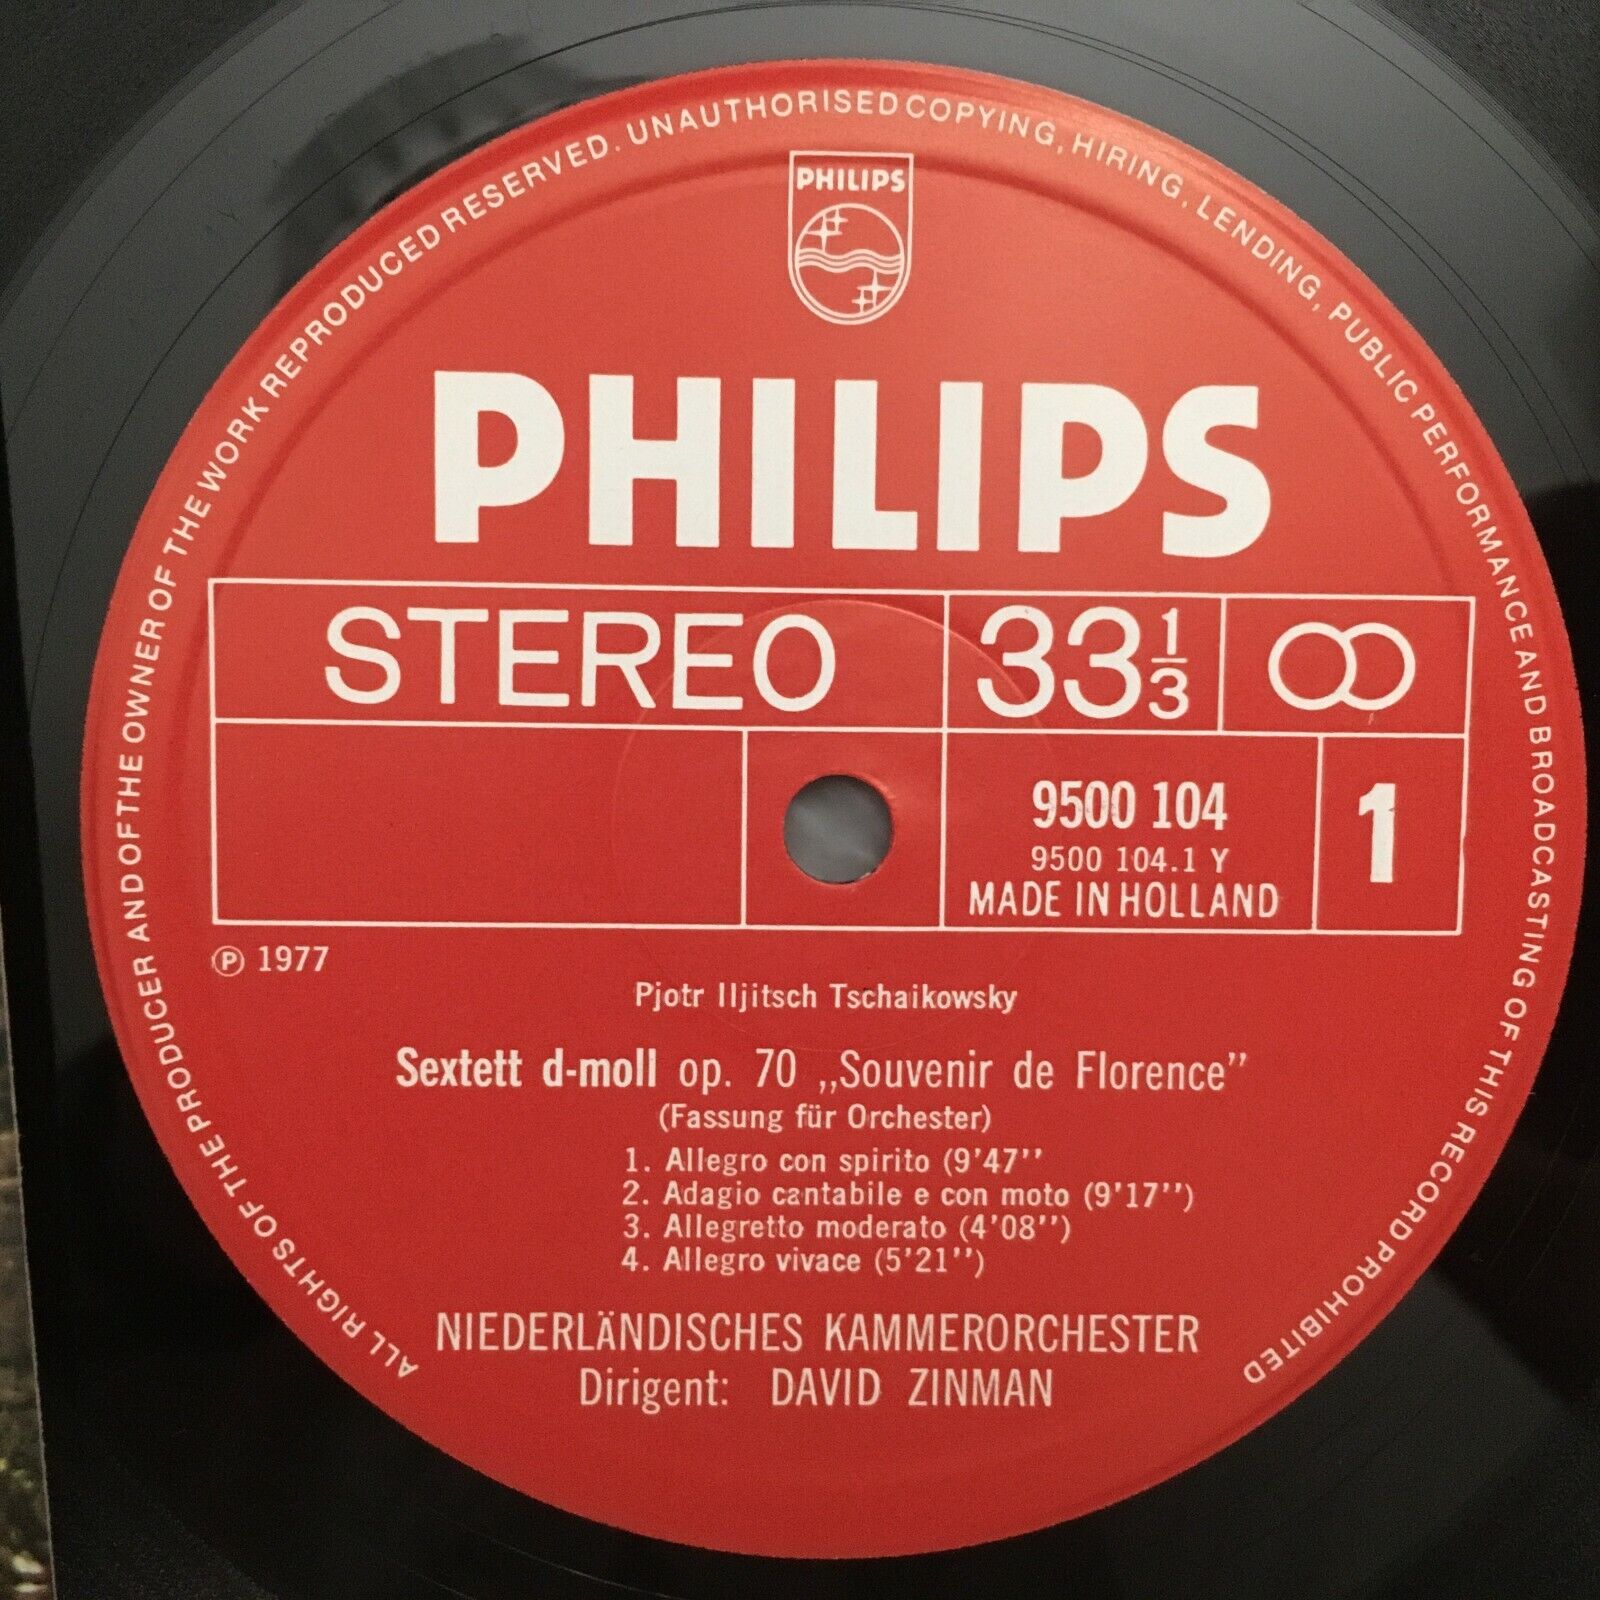 ALL RIGHTS OF THE PRODUCER AND OF THE OWNER OF THE WORK REPRODUCED RESERVED. UNAUTHORISED COPYING, HIRING, LENDING, PUBLIC PERFORMANCE AND BROADCASTING OF THIS RECORD PROHIBITED
PHILIPS
PHILIPS
STEREO
33 1/3
9500 104
9500 104.1 Y
MADE IN HOLLAND
1
℗ 1977
Pjotr Iljitsch Tschaikowsky
Sextett d-moll op. 70 „Souvenir de Florence”
(Fassung für Orchester)
1. Allegro con spirito (9'47''
2. Adagio cantabile e con moto (9'17'')
3. Allegretto moderato (4'08'')
4. Allegro vivace (5'21'')
NIEDERLÄNDISCHES KAMMERORCHESTER
Dirigent: DAVID ZINMAN